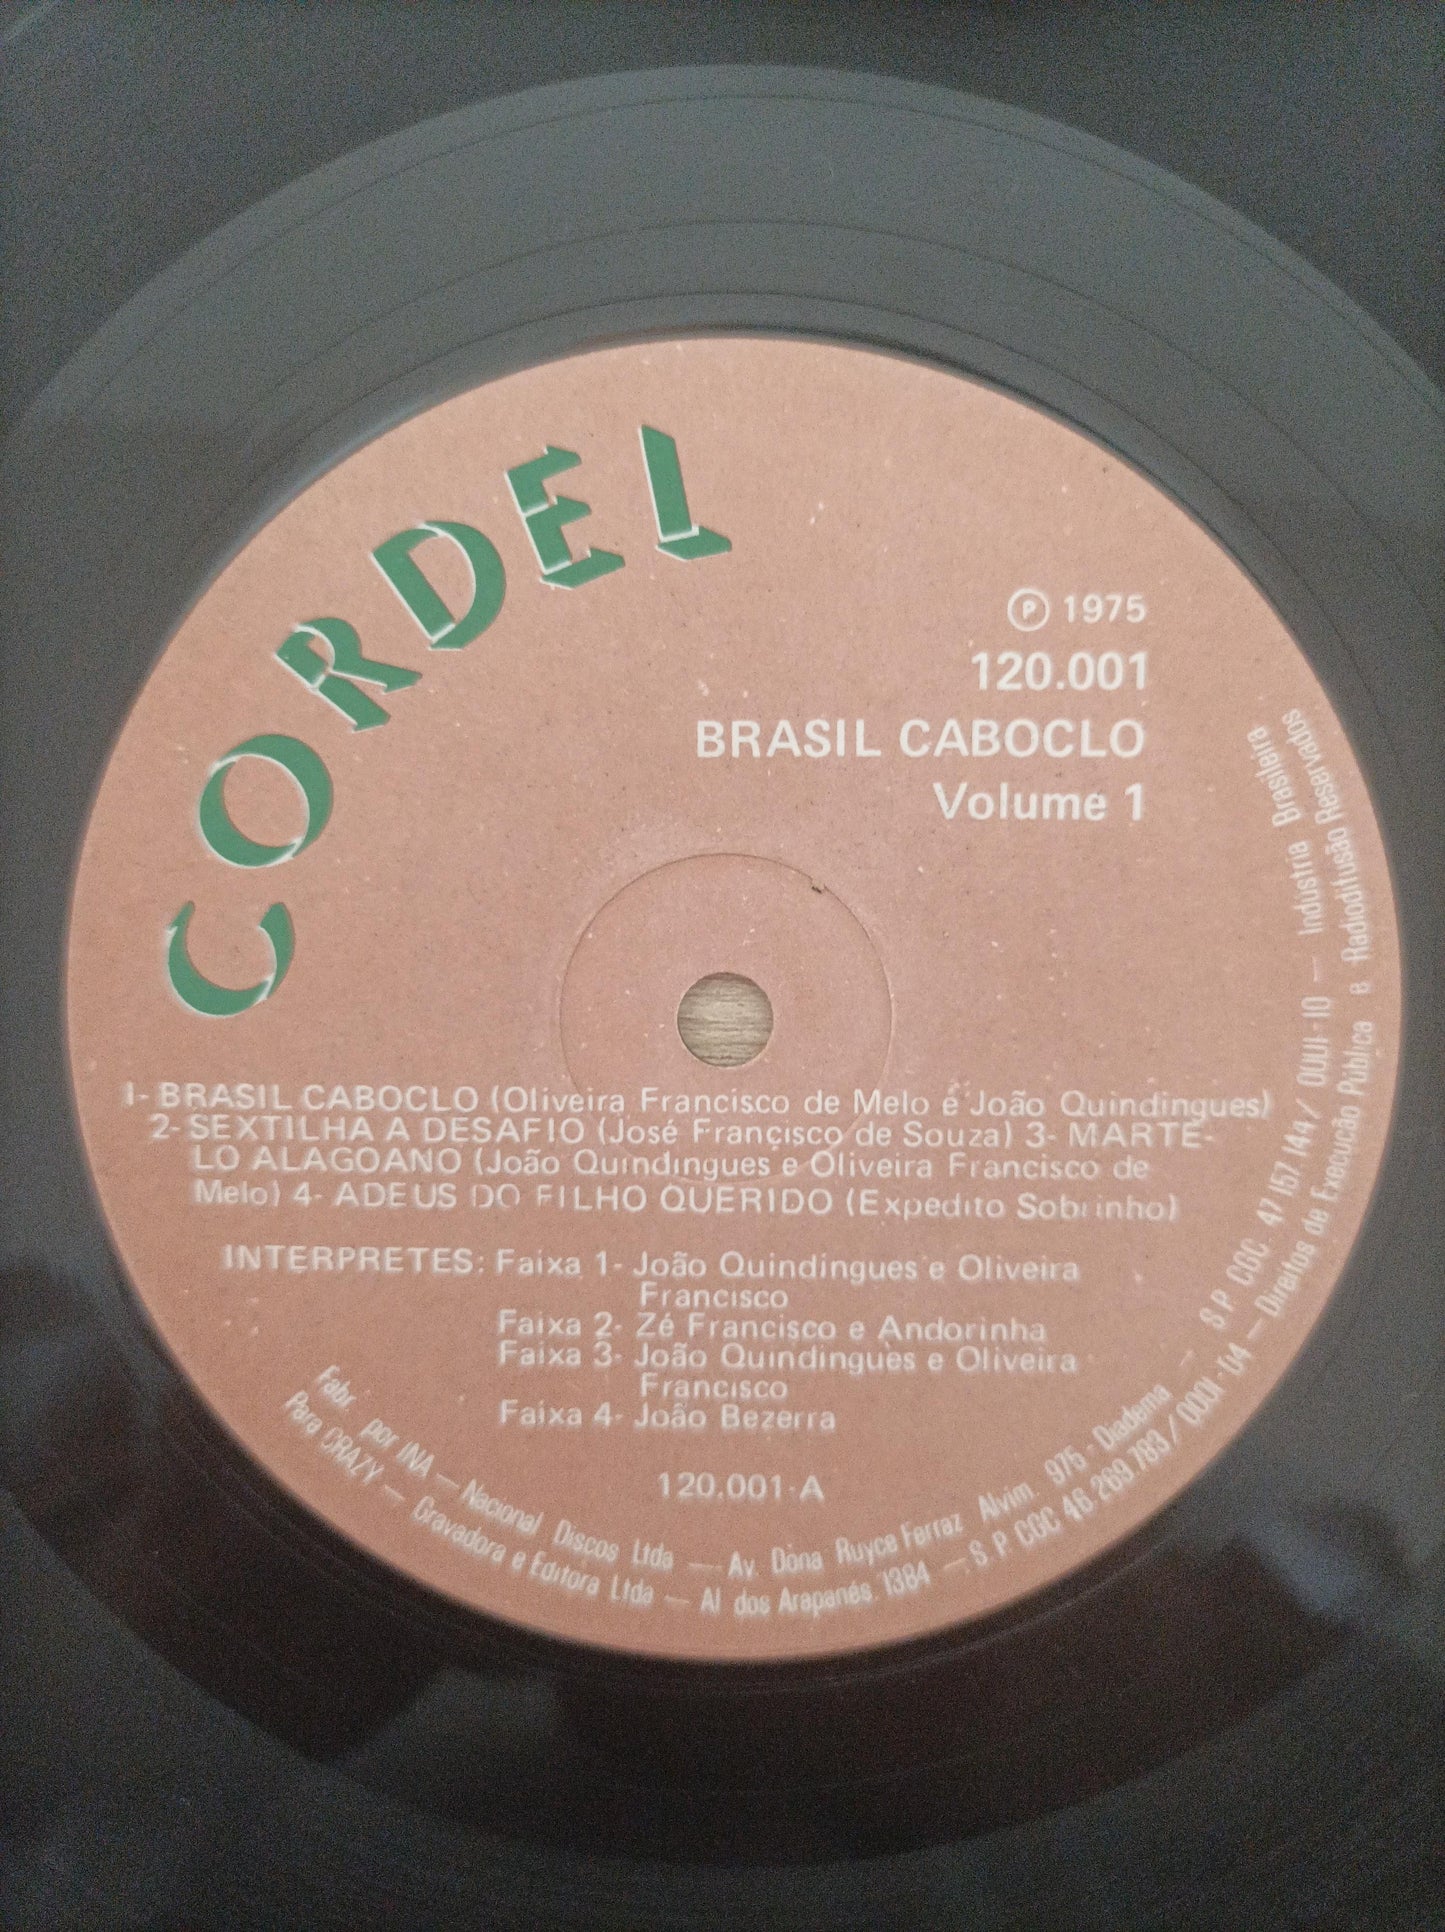 CORDEL
Ⓟ 1975
120.001
BRASIL CABOCLO
Volume 1
1- BRASIL CABOCLO (Oliveira Francisco de Melo e João Quindingues)
2- SEXTILHA A DESAFIO (José Francisco de Souza) 3- MARTE-
LO ALAGOANO (João Quindingues e Oliveira Francisco de
Melo) 4- ADEUS DO FILHO QUERIDO (Expedito Sobrinho)
INTERPRETES: Faixa 1- João Quindingues e Oliveira
Francisco
Faixa 2- Zé Francisco e Andorinha
Faixa 3- João Quindingues e Oliveira
Francisco
Faixa 4- João Bezerra
120.001-A
Fabr. por INA — Nacional Discos Ltda — Av. Dona Ruyce Ferraz Alvim. 975 - Diadema — S.P. CGC. 47.157.144/0001-10 — Industria Brasileira
Para CRAZY — Gravadora e Editora Ltda — Al dos Arapanés. 1384 — S.P. CGC 46.269.783/0001-04 — Direitos de Execucão Pública e Radioditusão Reservados